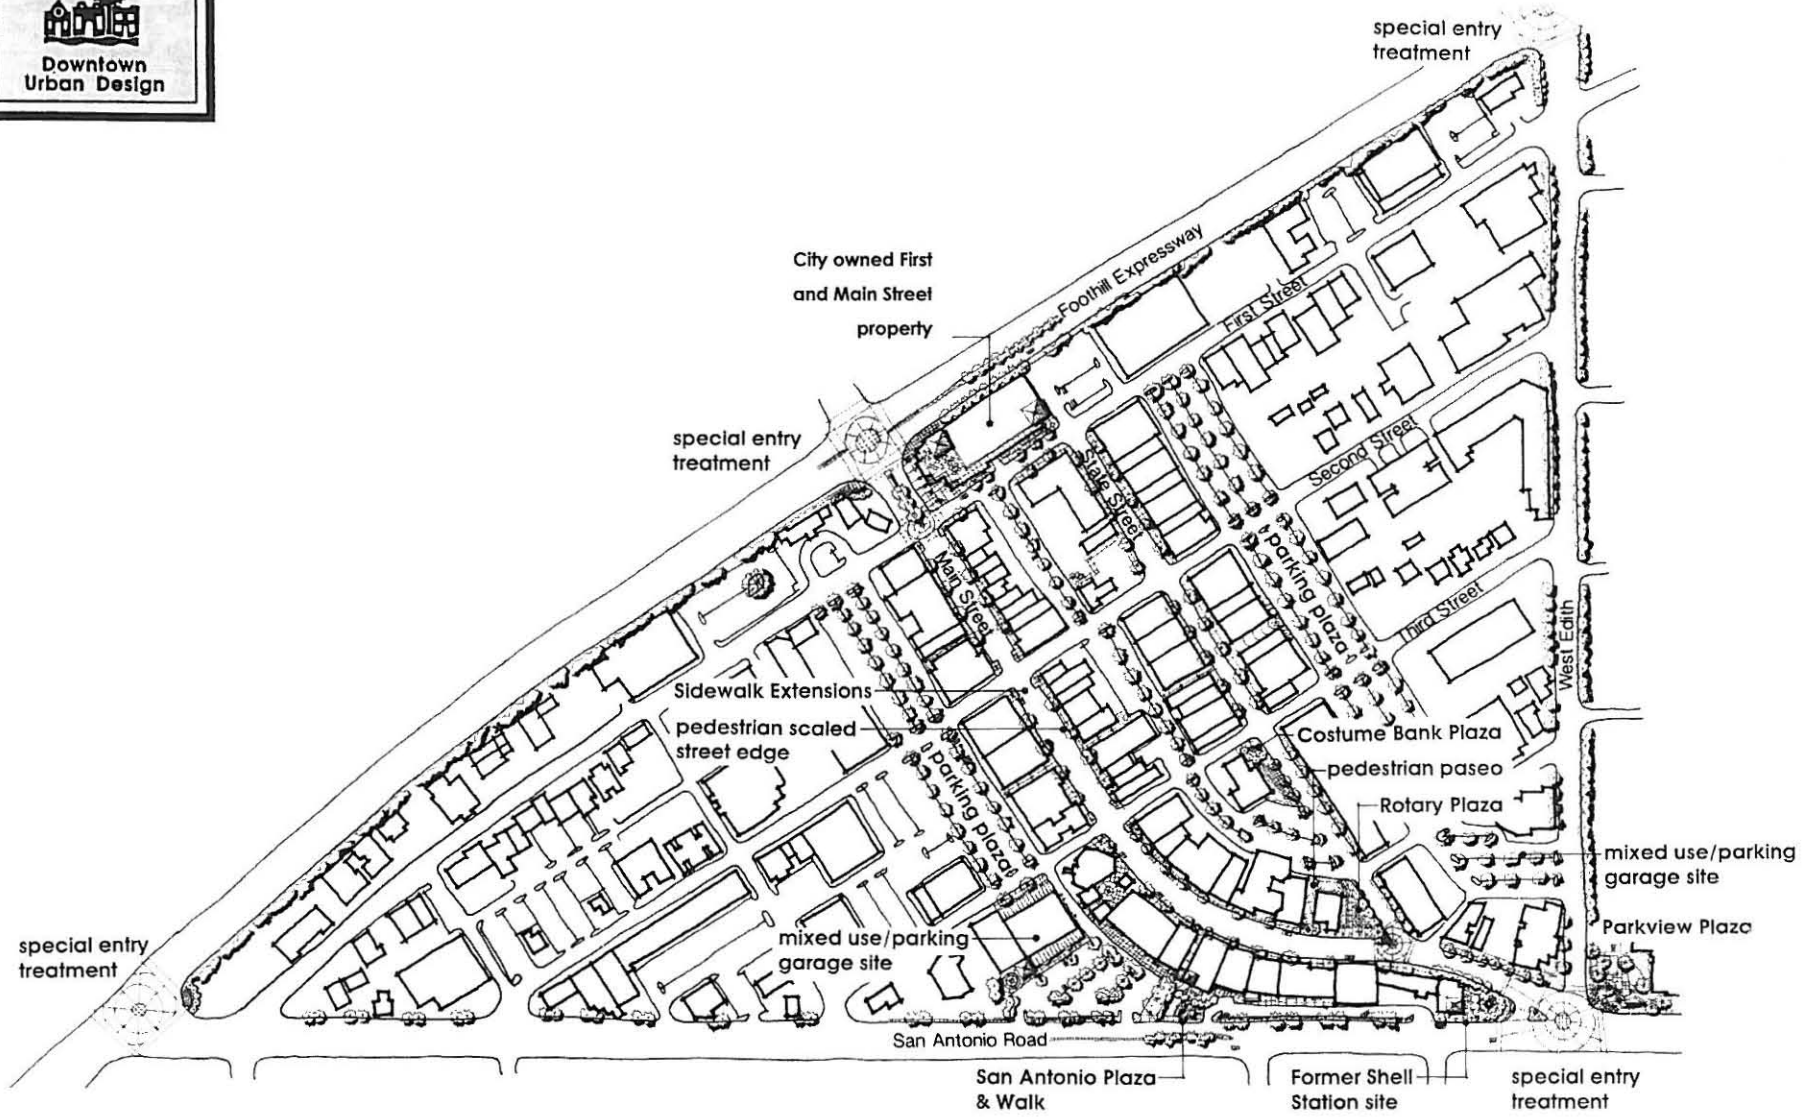 Downtown
Urban Design
special entry
treatment
City owned First
and Main Street
property
Foothill Expressway
First Street
special entry
treatment
State Street
Second Street
Main Street
parking plaza
Third Street
West Edith
Sidewalk Extensions
pedestrian scaled
street edge
Costume Bank Plaza
pedestrian paseo
Rotary Plaza
parking plaza
mixed use/parking
garage site
mixed use/parking
garage site
Parkview Plaza
special entry
treatment
San Antonio Road
San Antonio Plaza
& Walk
Former Shell
Station site
special entry
treatment